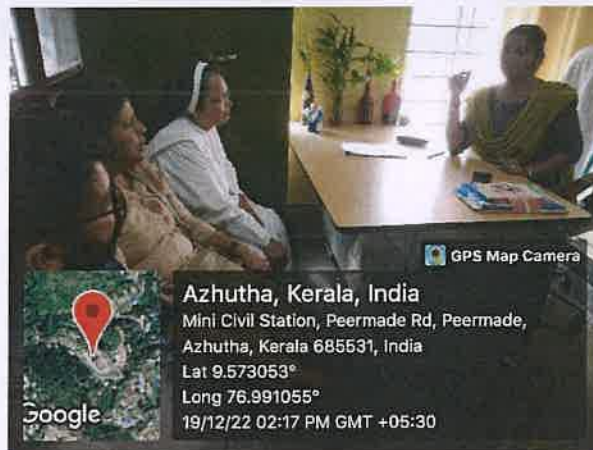 GPS Map Camera
Azhutha, Kerala, India
Mini Civil Station, Peermade Rd, Peermade,
Azhutha, Kerala 685531, India
Lat 9.573053°
Long 76.991055°
19/12/22 02:17 PM GMT +05:30
Google